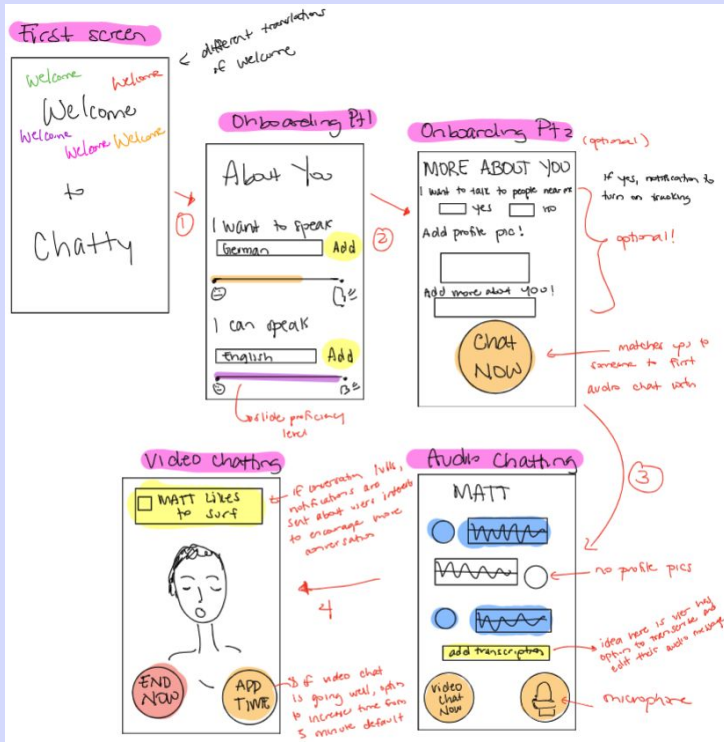 First screen
different translations
of welcome
Welcome
Welcome
Welcome
Welcome
Welcome
Welcome
to
Chatty
1
Onboarding Pt1
About You
I want to speak
German
Add
I can speak
English
Add
slide proficiency
level
2
Onboarding Pt2
(optional)
MORE ABOUT YOU
I want to talk to people near me
yes
no
If yes, notification to
turn on tracking
Add profile pic!
optional!
Add more about you!
Chat
NOW
matches you to
someone to first
audio chat with
3
Audio Chatting
MATT
no profile pics
add transcription
idea here is user has
option to transcribe and
edit their audio message
Video
Chat
Now
microphone
4
Video Chatting
MATT likes
to surf
if conversation lulls,
notifications are
sent about users interest
to encourage more
conversation
END
NOW
ADD
TIME
if video chat
is going well, option
to increase time from
5 minute default